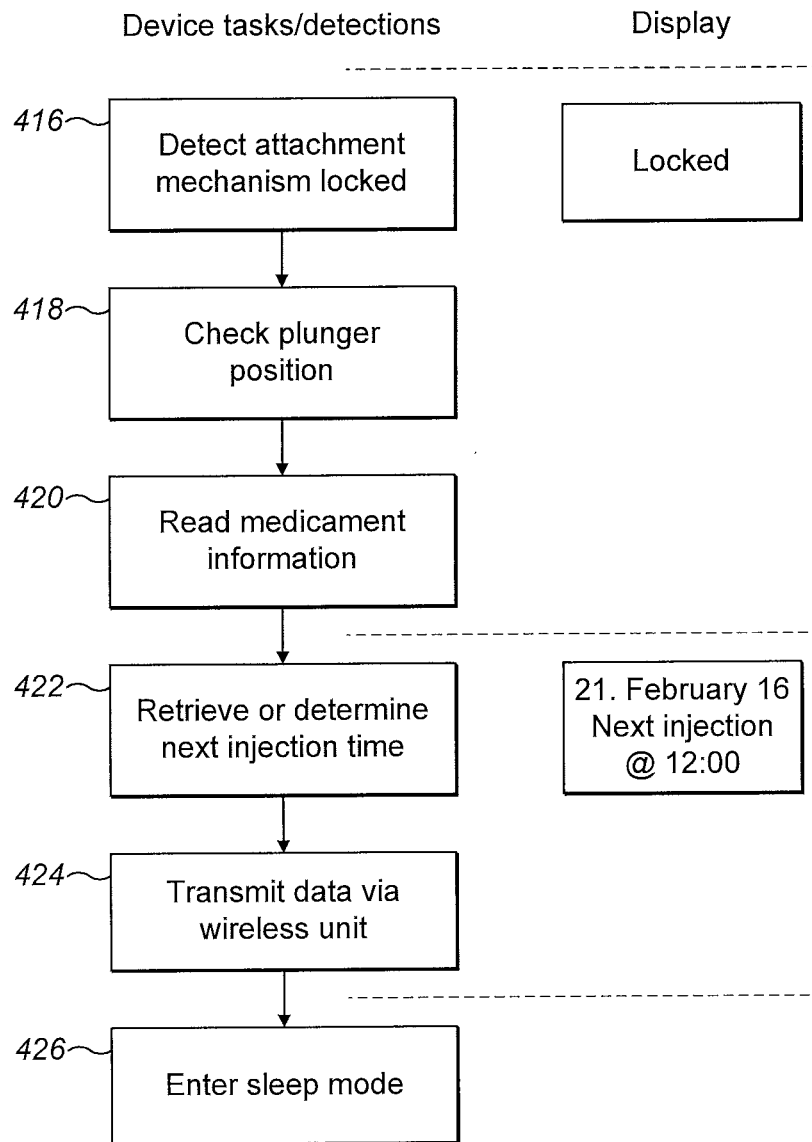 Device tasks/detections
Display
416
Detect attachment
mechanism locked
Locked
418
Check plunger
position
420
Read medicament
information
422
Retrieve or determine
next injection time
21. February 16
Next injection
@ 12:00
424
Transmit data via
wireless unit
426
Enter sleep mode